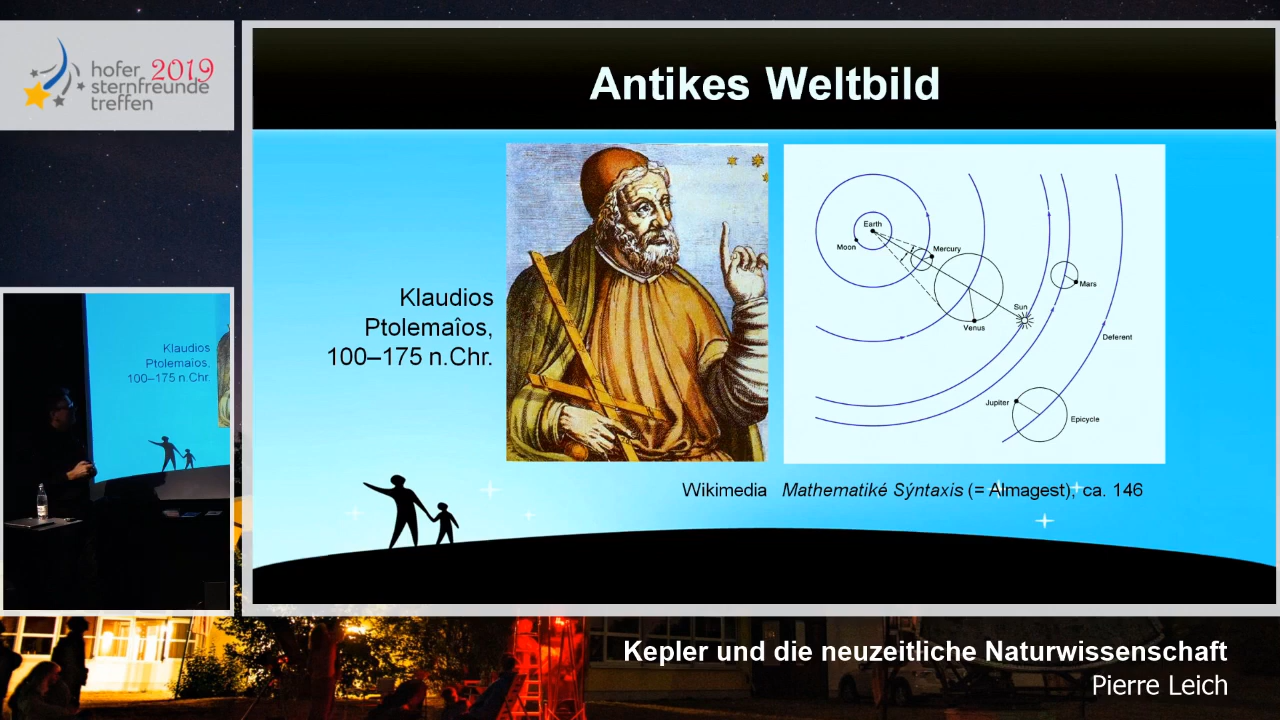 hofer 2019
sternfreunde
treffen
Antikes Weltbild
Klaudios
Ptolemaîos,
100–175 n.Chr.
Earth
Moon
Mercury
Venus
Sun
Mars
Deferent
Jupiter
Epicycle
Wikimedia Mathematiké Sýntaxis (= Almagest), ca. 146
Klaudios
Ptolemaîos,
100–175 n.Chr.
Kepler und die neuzeitliche Naturwissenschaft
Pierre Leich